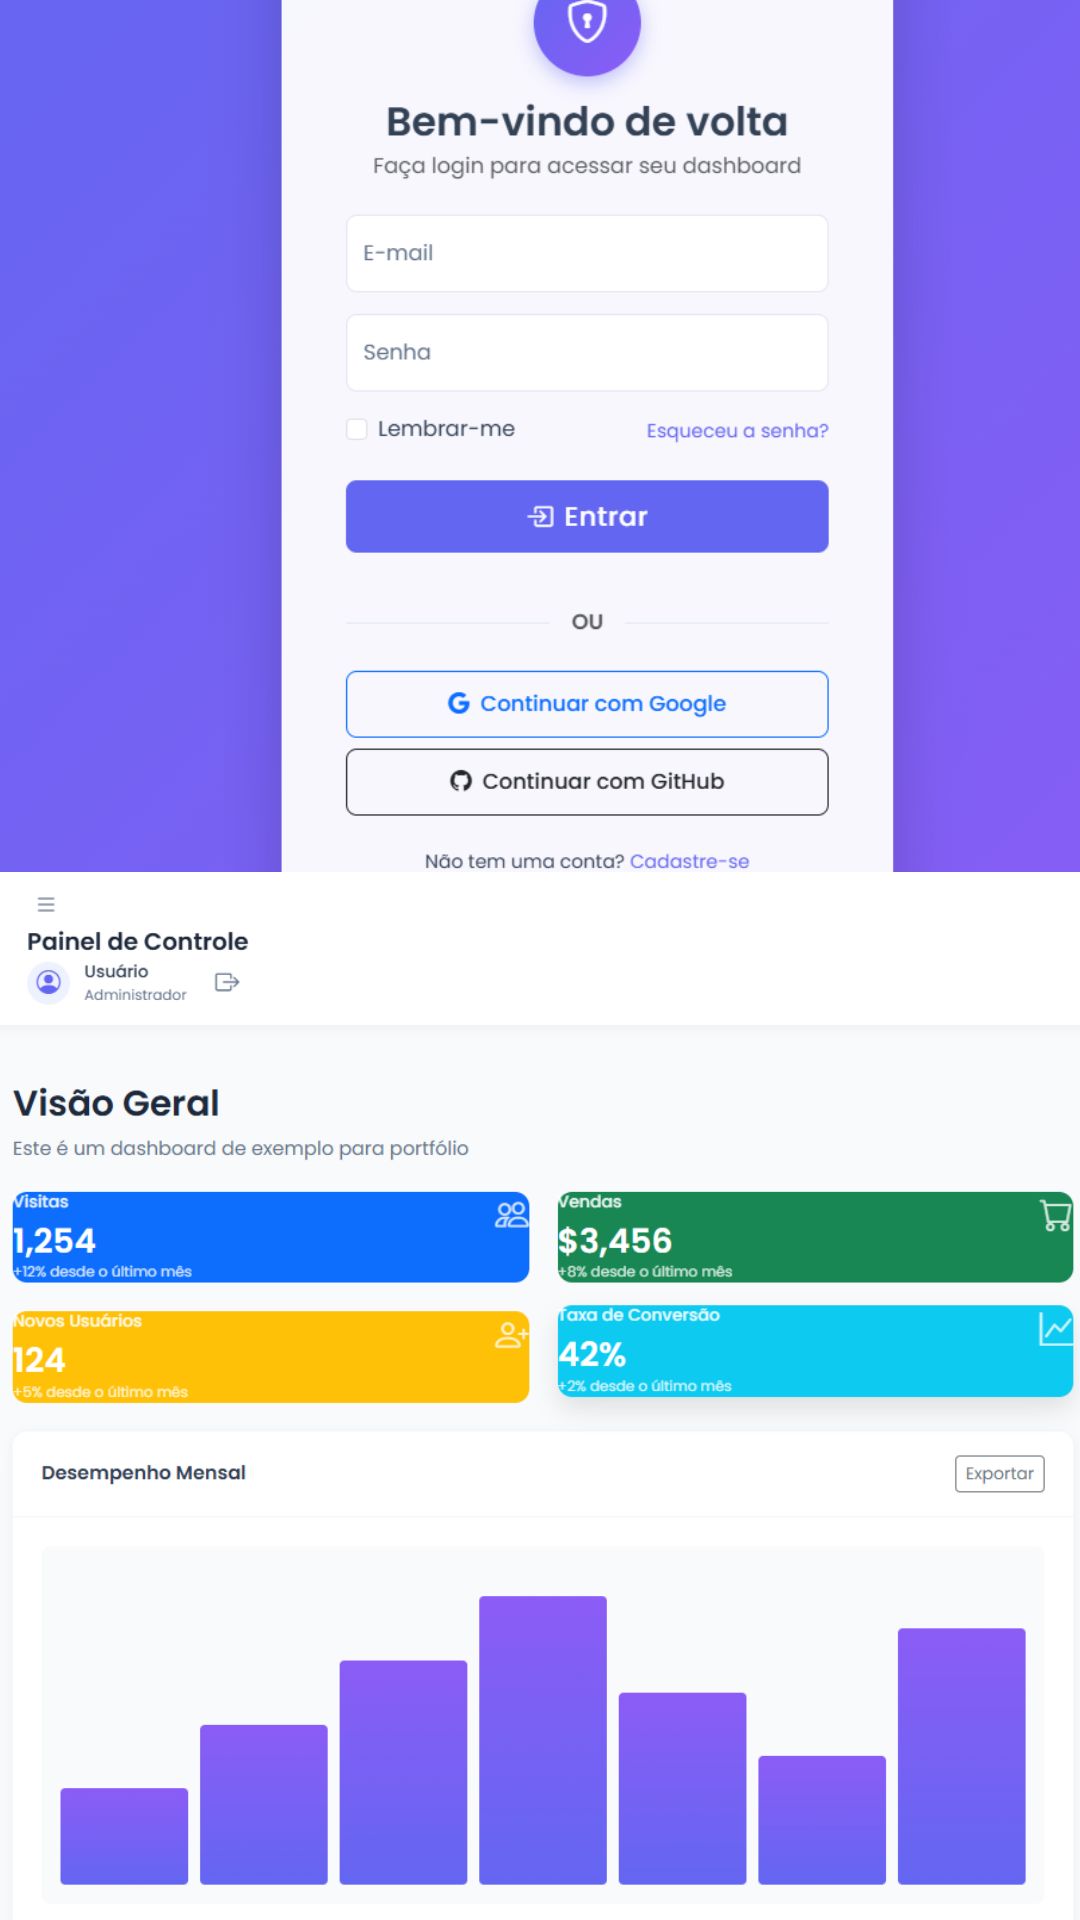 Bem-vindo de volta
Faça login para acessar seu dashboard
E-mail
Senha
Lembrar-me
Esqueceu a senha?
Entrar
OU
Continuar com Google
Continuar com GitHub
Não tem uma conta? Cadastre-se
Painel de Controle
Usuário
Administrador
Visão Geral
Este é um dashboard de exemplo para portfólio
Visitas
1,254
+12% desde o último mês
Vendas
$3,456
+8% desde o último mês
Novos Usuários
124
+5% desde o último mês
Taxa de Conversão
42%
+2% desde o último mês
Desempenho Mensal
Exportar